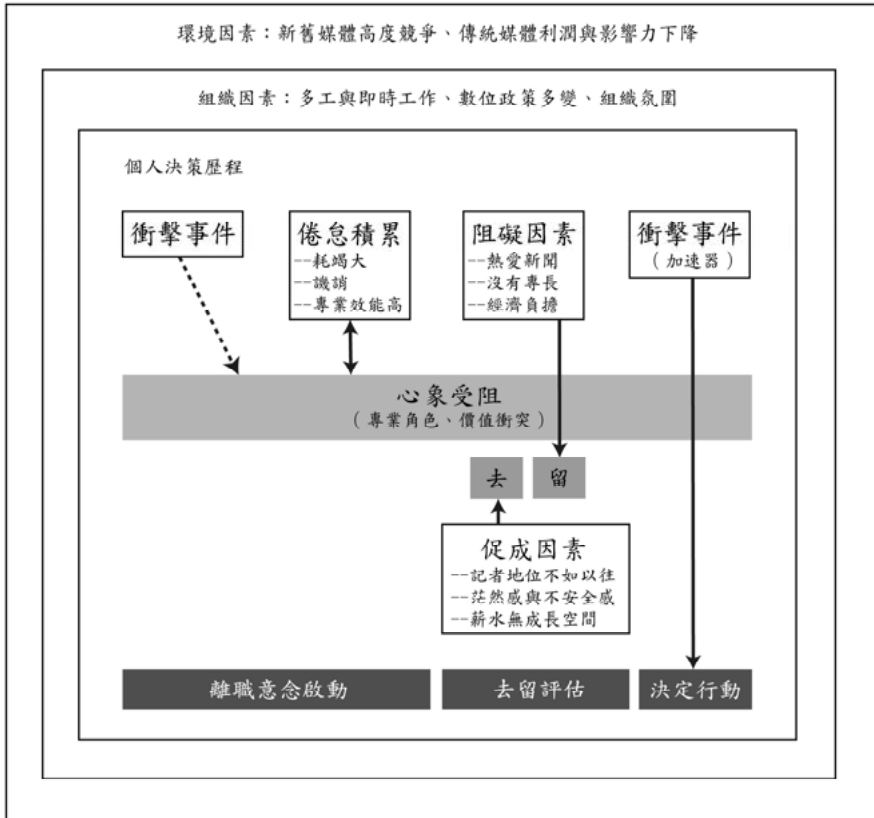 環境因素：新舊媒體高度競爭、傳統媒體利潤與影響力下降
組織因素：多工與即時工作、數位政策多變、組織氛圍
個人決策歷程
衝擊事件
倦怠積累
--耗竭大
--譏誚
--專業效能高
阻礙因素
--熱愛新聞
--沒有專長
--經濟負擔
衝擊事件
（加速器）
心象受阻
（專業角色、價值衝突）
去
留
促成因素
--記者地位不如以往
--茫然感與不安全感
--薪水無成長空間
離職意念啟動
去留評估
決定行動